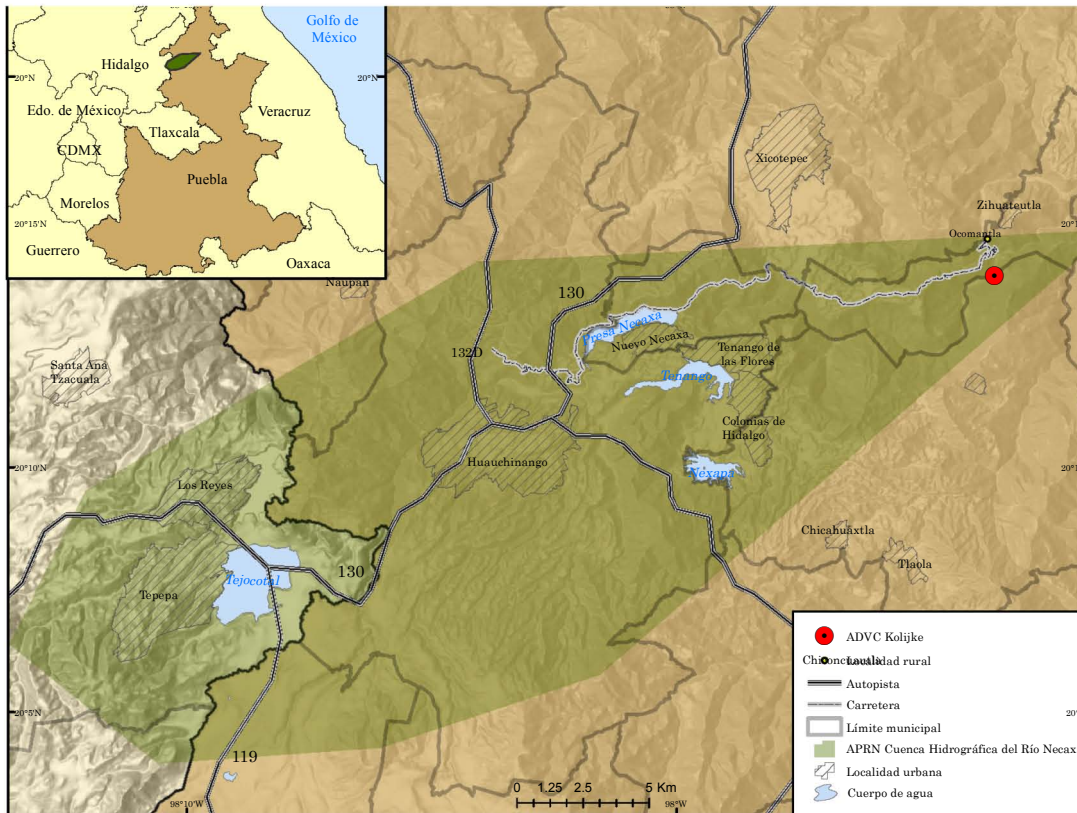 Golfo de
México
Hidalgo
20°N
20°N
Edo. de México
Veracruz
Tlaxcala
CDMX
Puebla
Morelos
Guerrero
Oaxaca
Xicotepec
Zihuateutla
20°15'N
Ocomantla
Naupan
130
Presa Necaxa
Nuevo Necaxa
132D
Tenango de
las Flores
Santa Ana
Tzacuala
Tenango
Colonias de
Hidalgo
20°10'N
Huauchinango
Nexapa
Los Reyes
Chicahuaxtla
Tlaola
130
Tejocotal
Tepepa
ADVC Kolijke
Localidad rural
Autopista
Carretera
20°5'N
Límite municipal
119
APRN Cuenca Hidrográfica del Río Necax
Localidad urbana
Cuerpo de agua
0 1.25 2.5 5 Km
98°10'W
98°W